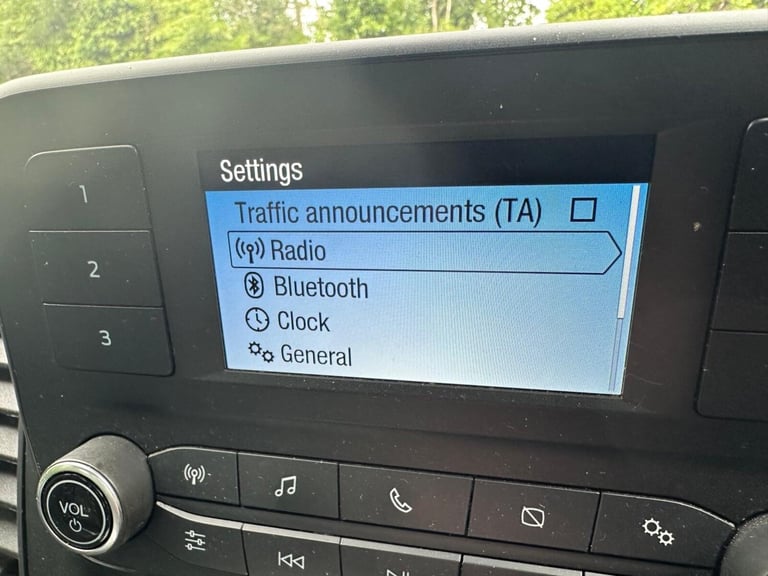 Settings
Traffic announcements (TA)
Radio
Bluetooth
Clock
General
1
2
3
VOL